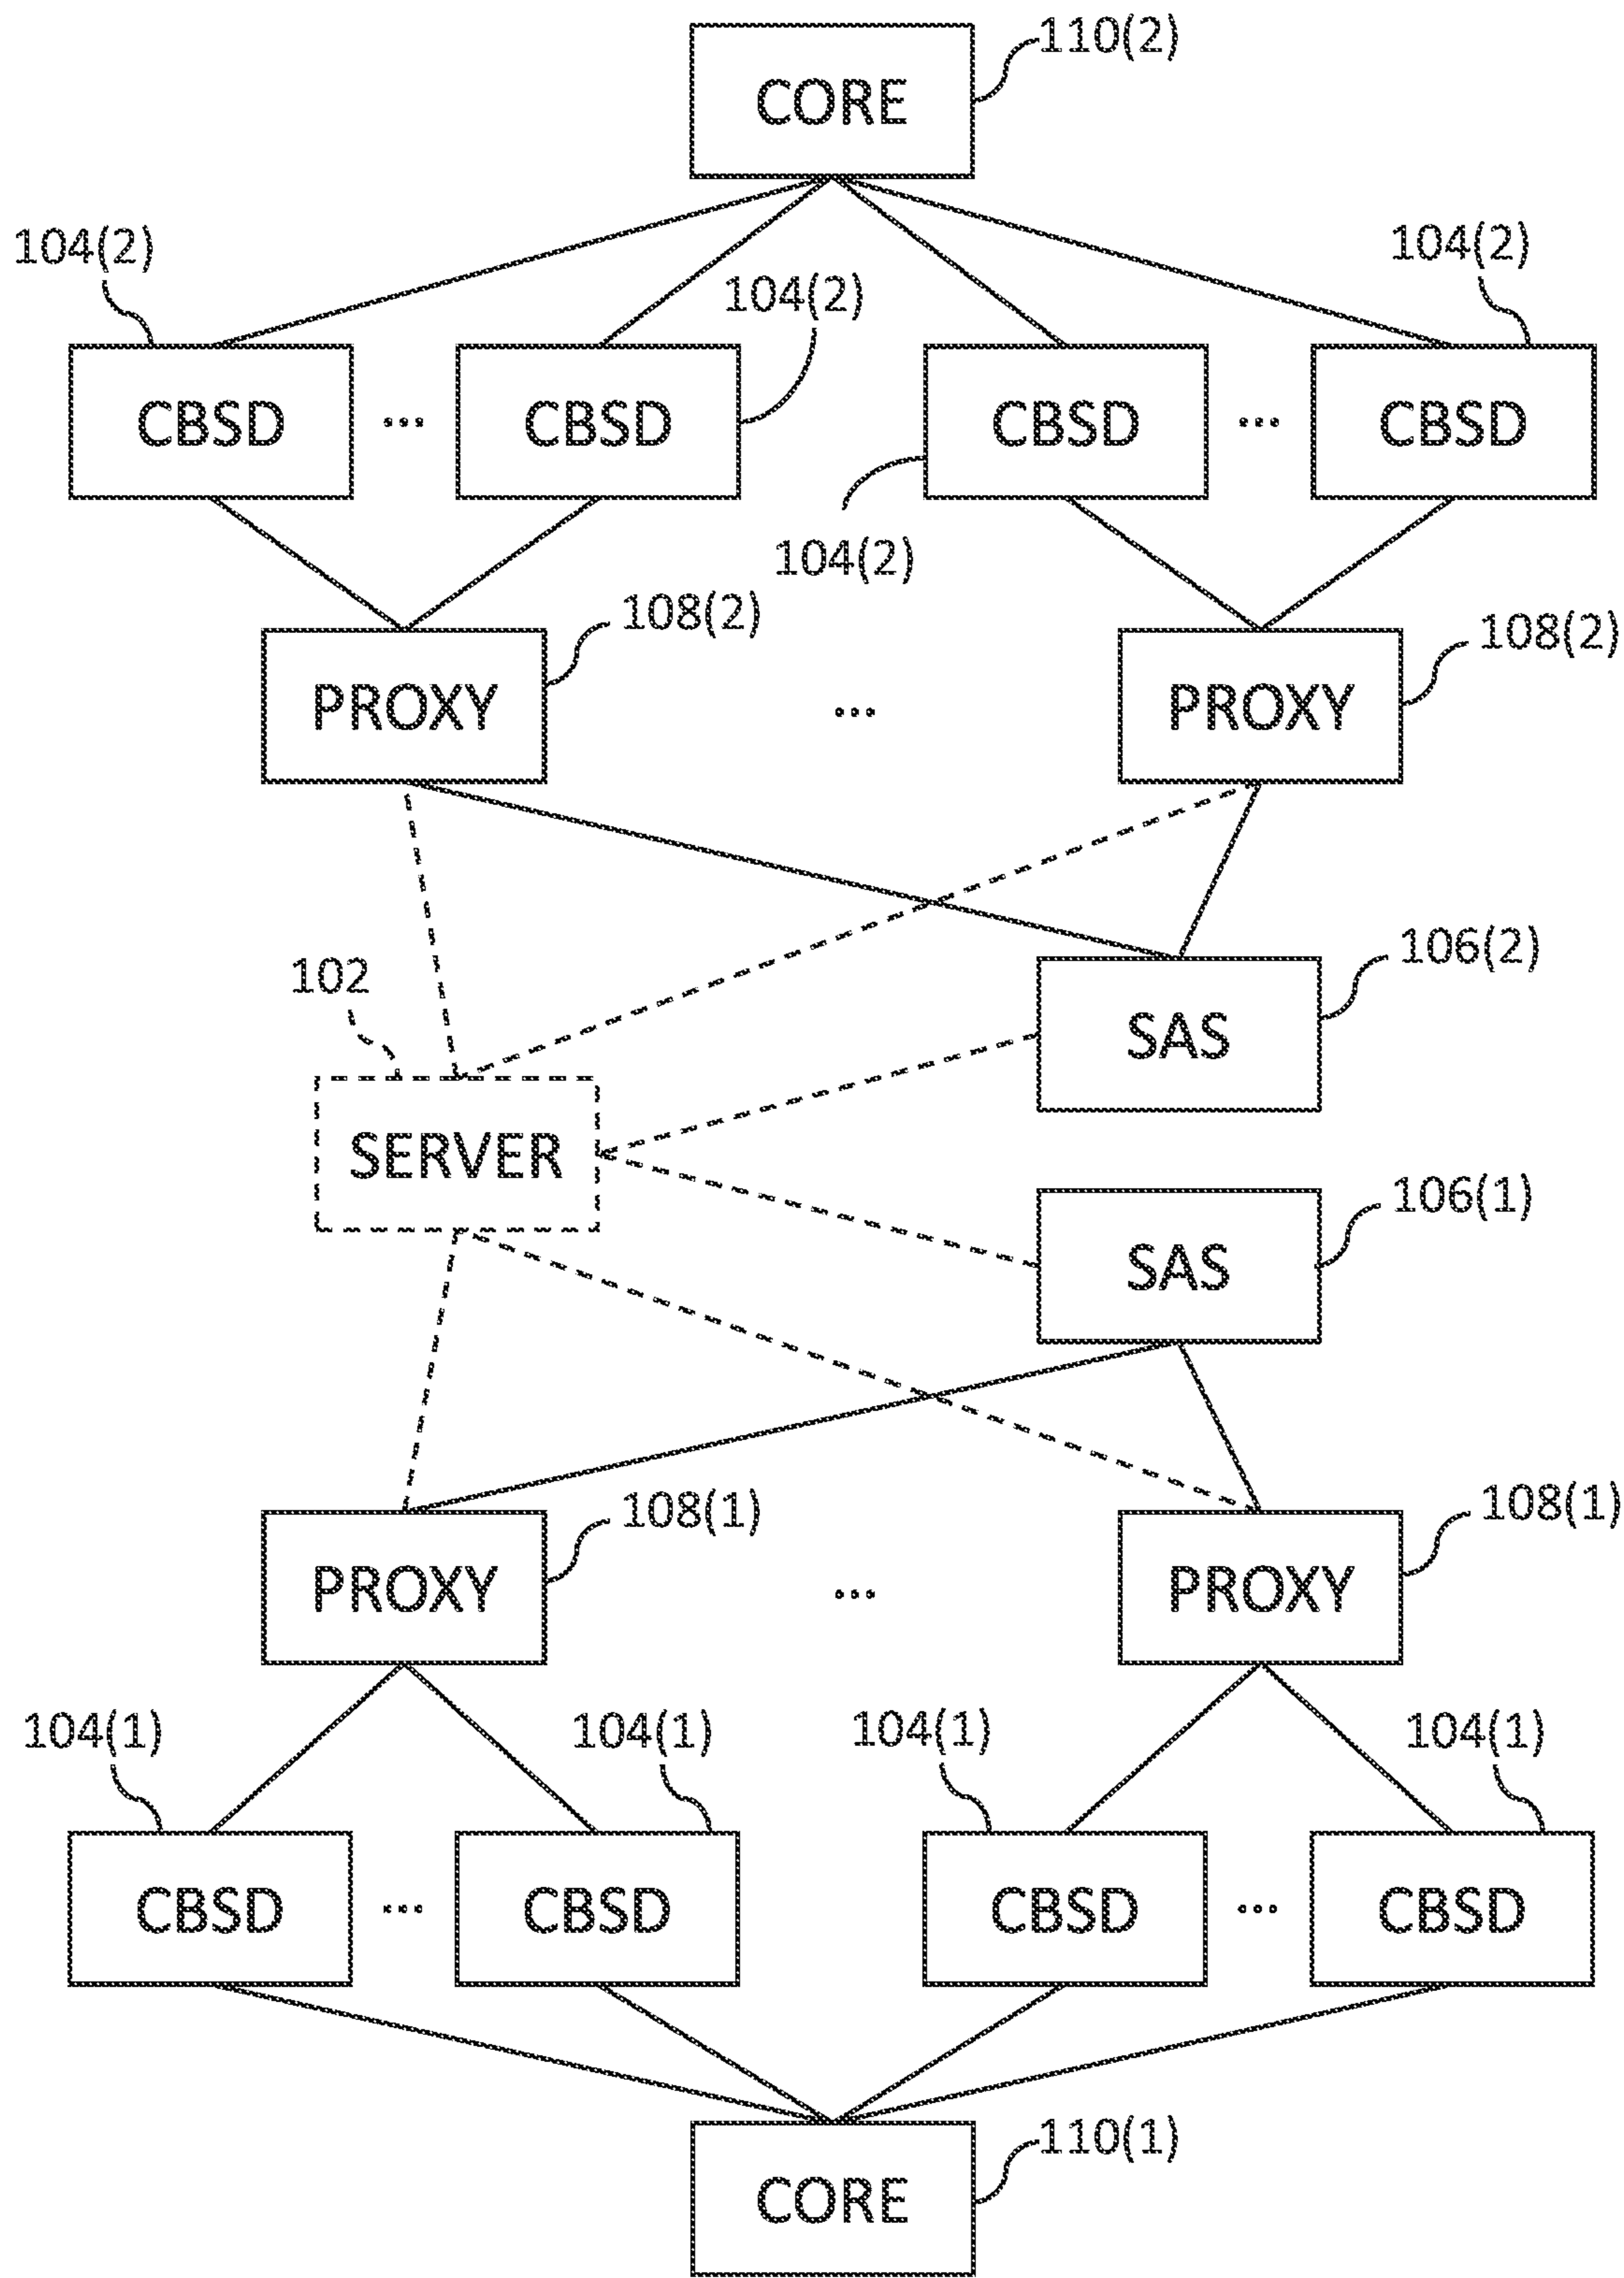 110(2)
CORE
104(2)
104(2)
104(2)
CBSD ... CBSD CBSD ... CBSD
104(2)
108(2) 108(2)
PROXY ... PROXY
106(2)
102
SAS
SERVER
106(1)
SAS
108(1) 108(1)
PROXY ... PROXY
104(1) 104(1) 104(1) 104(1)
CBSD ... CBSD CBSD ... CBSD
110(1)
CORE